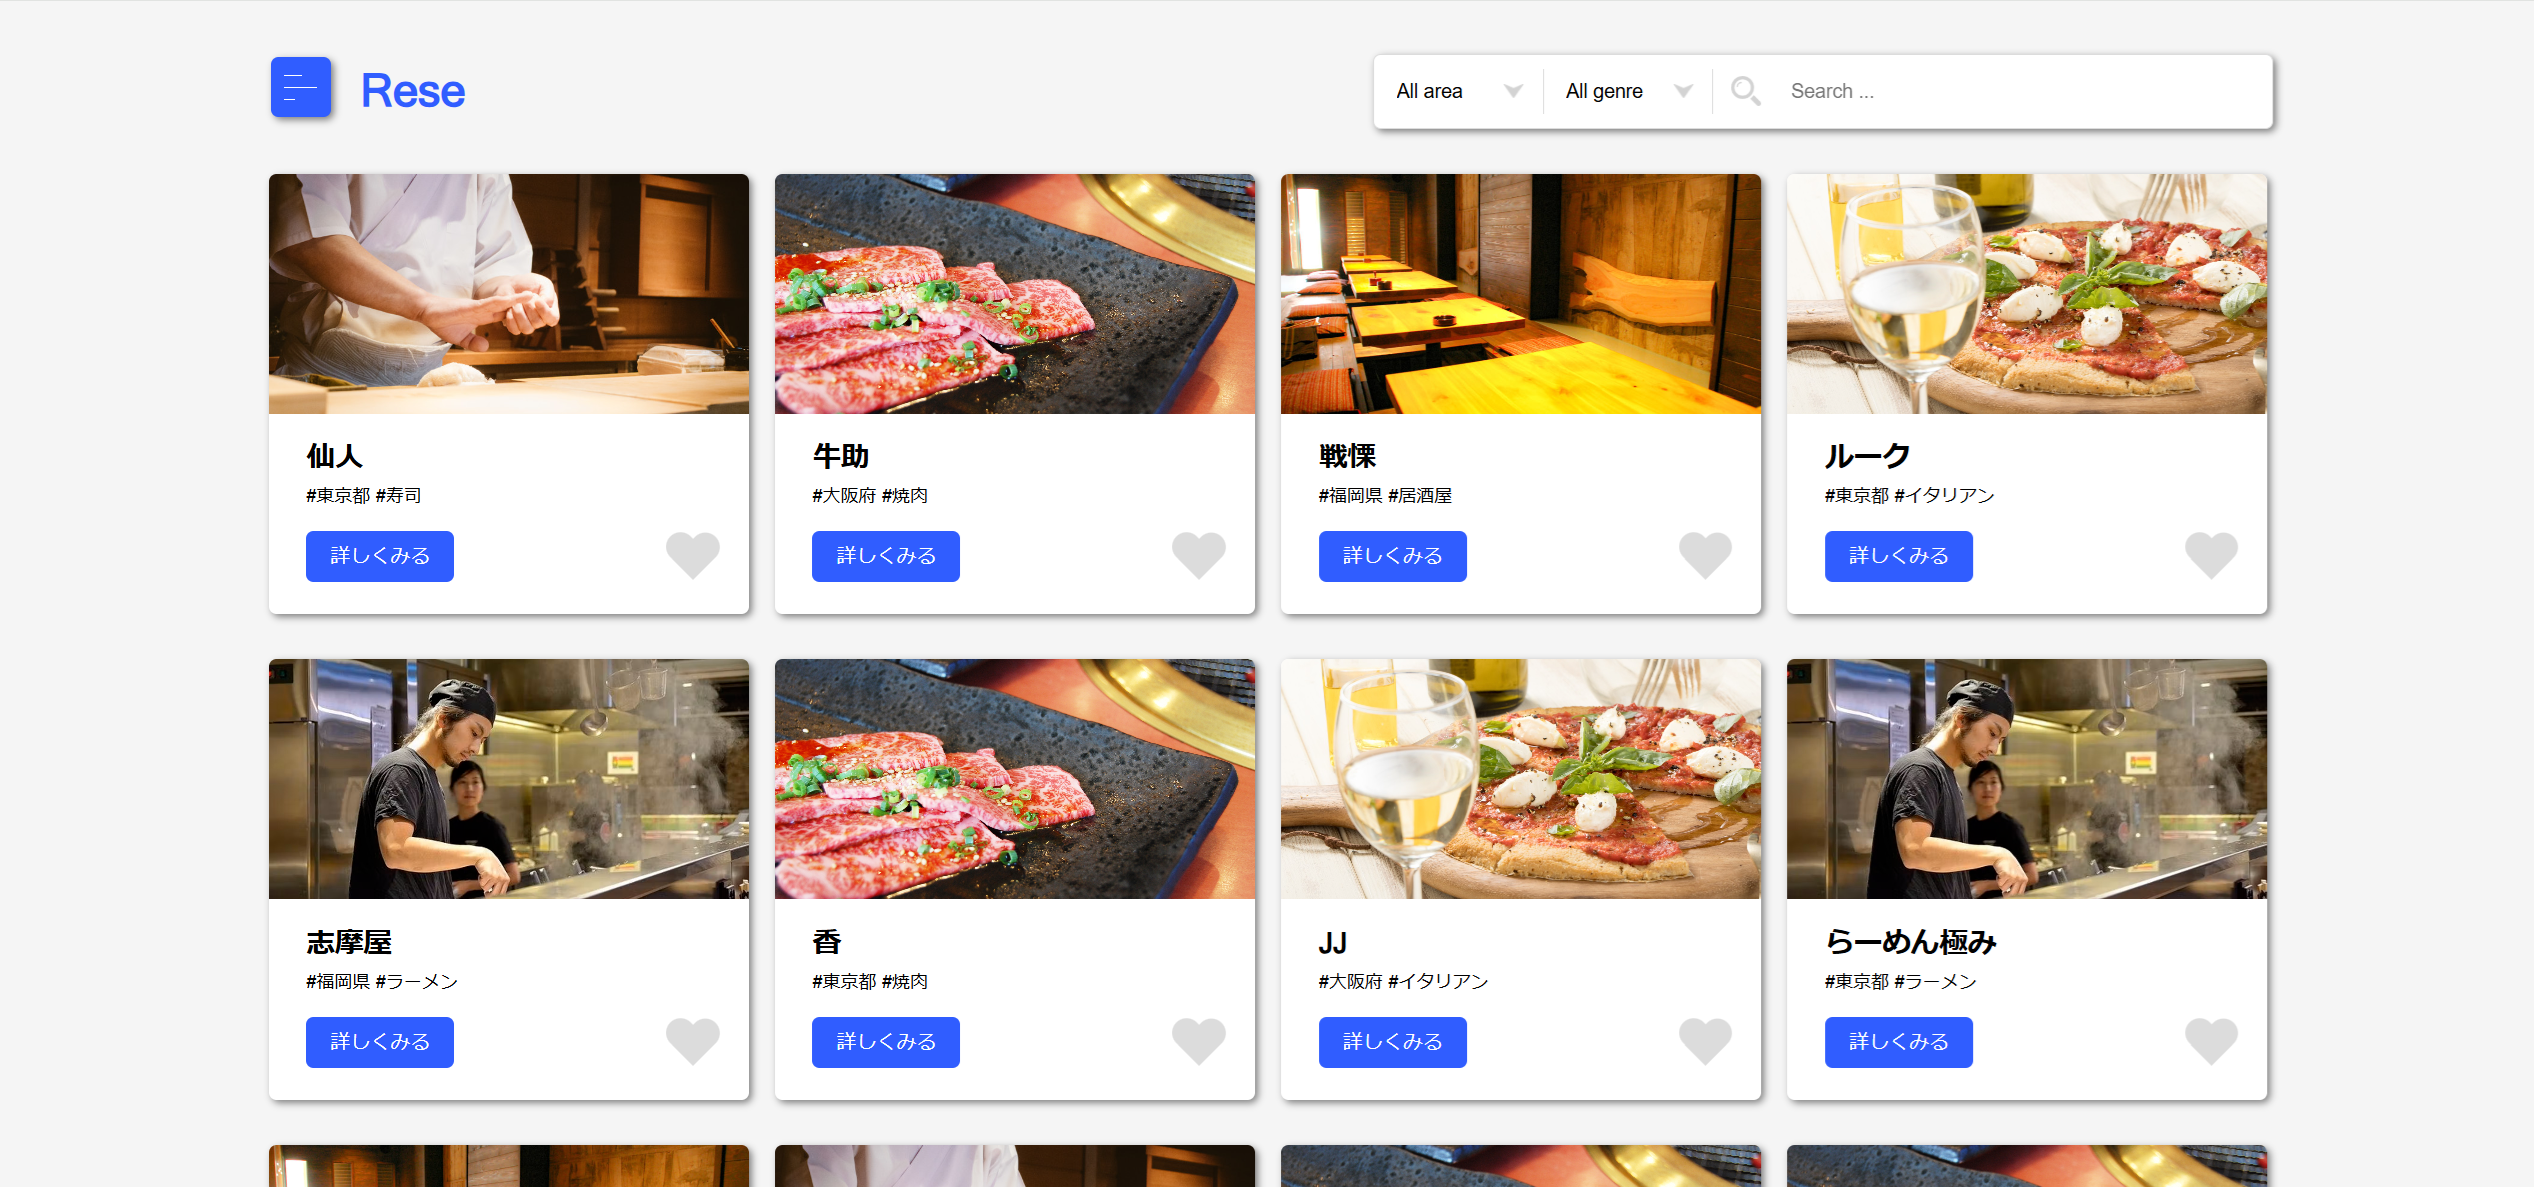 Rese
All area
All genre
Search ...
仙人
#東京都 #寿司
詳しくみる
牛助
#大阪府 #焼肉
詳しくみる
戦慄
#福岡県 #居酒屋
詳しくみる
ルーク
#東京都 #イタリアン
詳しくみる
志摩屋
#福岡県 #ラーメン
詳しくみる
香
#東京都 #焼肉
詳しくみる
JJ
#大阪府 #イタリアン
詳しくみる
らーめん極み
#東京都 #ラーメン
詳しくみる